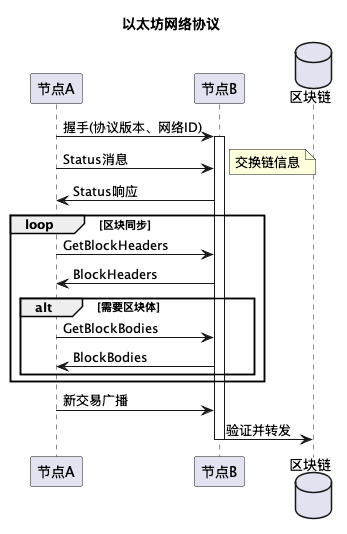 以太坊网络协议
节点A
节点B
区块链
握手(协议版本、网络ID)
Status消息
交换链信息
Status响应
loop
[区块同步]
GetBlockHeaders
BlockHeaders
alt
[需要区块体]
GetBlockBodies
BlockBodies
新交易广播
验证并转发
节点A
节点B
区块链